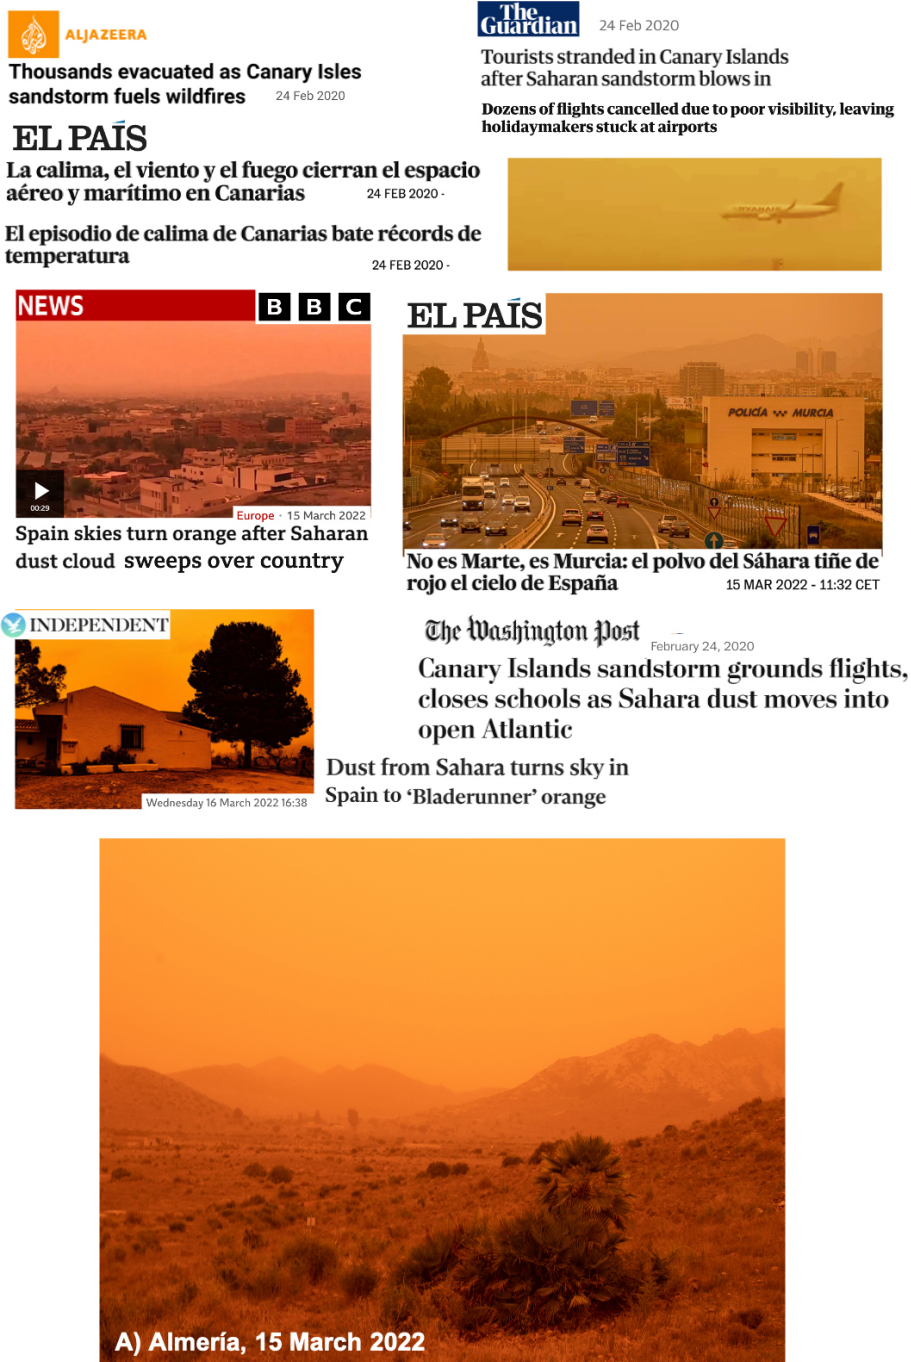 ALJAZEERA
Thousands evacuated as Canary Isles
sandstorm fuels wildfires 24 Feb 2020
The
Guardian
24 Feb 2020
Tourists stranded in Canary Islands
after Saharan sandstorm blows in
Dozens of flights cancelled due to poor visibility, leaving
holidaymakers stuck at airports
EL PAÍS
La calima, el viento y el fuego cierran el espacio
aéreo y marítimo en Canarias 24 FEB 2020 -
El episodio de calima de Canarias bate récords de
temperatura
24 FEB 2020 -
RYANAIR
NEWS BBC
00:29
Europe · 15 March 2022
Spain skies turn orange after Saharan
dust cloud sweeps over country
EL PAÍS
POLICÍA MURCIA
No es Marte, es Murcia: el polvo del Sáhara tiñe de
rojo el cielo de España 15 MAR 2022 - 11:32 CET
INDEPENDENT
Wednesday 16 March 2022 16:38
The Washington Post
February 24, 2020
Canary Islands sandstorm grounds flights,
closes schools as Sahara dust moves into
open Atlantic
Dust from Sahara turns sky in
Spain to ‘Bladerunner’ orange
A) Almería, 15 March 2022